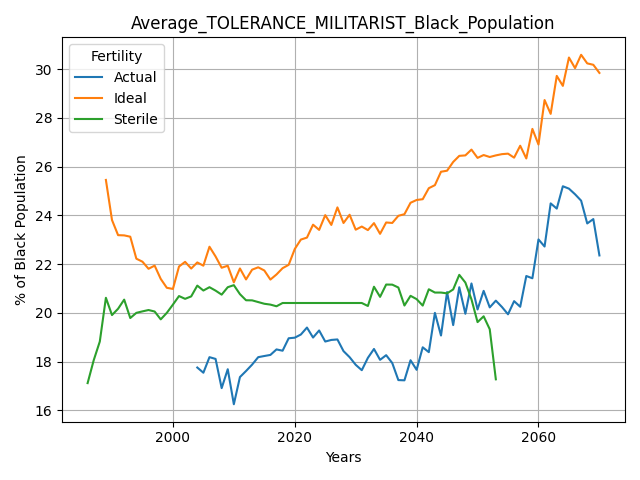 Average_TOLERANCE_MILITARIST_Black_Population
Fertility
Actual
Ideal
Sterile
% of Black Population
30
28
26
24
22
20
18
16
2000 2020 2040 2060
Years